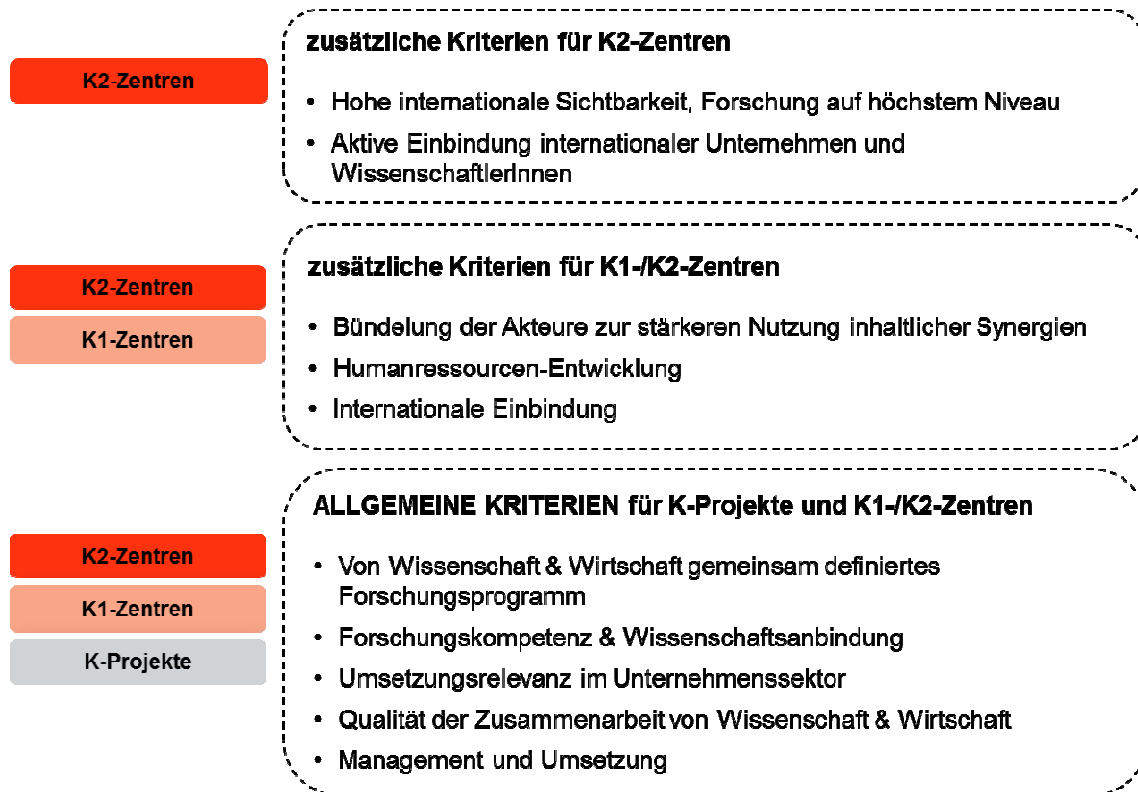 K2-Zentren
zusätzliche Kriterien für K2-Zentren
• Hohe internationale Sichtbarkeit, Forschung auf höchstem Niveau
• Aktive Einbindung internationaler Unternehmen und
WissenschaftlerInnen
K2-Zentren
K1-Zentren
zusätzliche Kriterien für K1-/K2-Zentren
• Bündelung der Akteure zur stärkeren Nutzung inhaltlicher Synergien
• Humanressourcen-Entwicklung
• Internationale Einbindung
K2-Zentren
K1-Zentren
K-Projekte
ALLGEMEINE KRITERIEN für K-Projekte und K1-/K2-Zentren
• Von Wissenschaft & Wirtschaft gemeinsam definiertes
Forschungsprogramm
• Forschungskompetenz & Wissenschaftsanbindung
• Umsetzungsrelevanz im Unternehmenssektor
• Qualität der Zusammenarbeit von Wissenschaft & Wirtschaft
• Management und Umsetzung